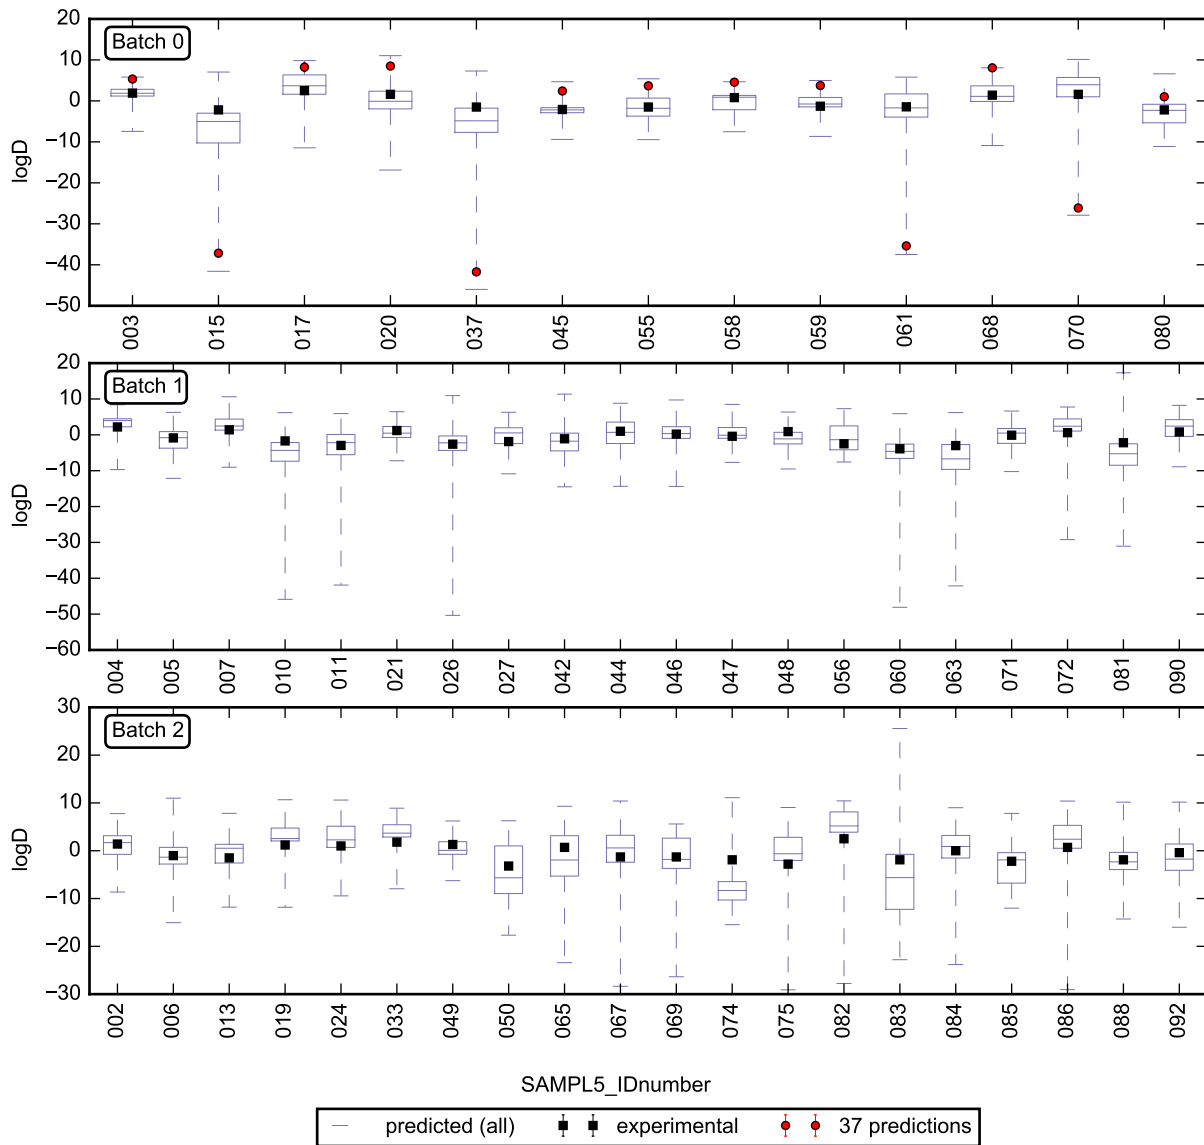 20
10
0
−10
−20
−30
−40
−50
logD
Batch 0
003 015 017 020 037 045 055 058 059 061 068 070 080
20
10
0
−10
−20
−30
−40
−50
−60
logD
Batch 1
004 005 007 010 011 021 026 027 042 044 046 047 048 056 060 063 071 072 081 090
30
20
10
0
−10
−20
−30
logD
Batch 2
002 006 013 019 024 033 049 050 065 067 069 074 075 082 083 084 085 086 088 092
SAMPL5_IDnumber
predicted (all) experimental 37 predictions